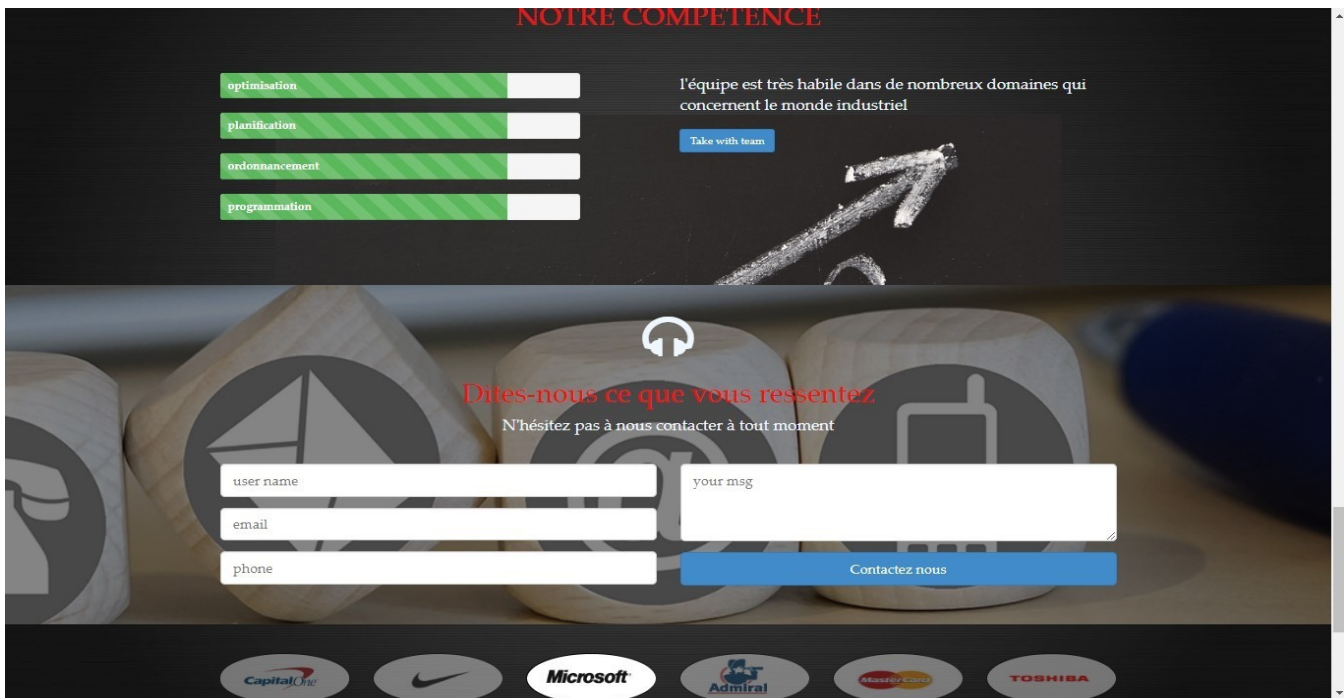 NOTRE COMPETENCE
optimisation
planification
ordonnancement
programmation
l'équipe est très habile dans de nombreux domaines qui
concernent le monde industriel
Take with team
Dites-nous ce que vous ressentez
N'hésitez pas à nous contacter à tout moment
user name
email
phone
your msg
@
Contactez nous
CapitalOne
Microsoft
Admiral
MasterCard
TOSHIBA